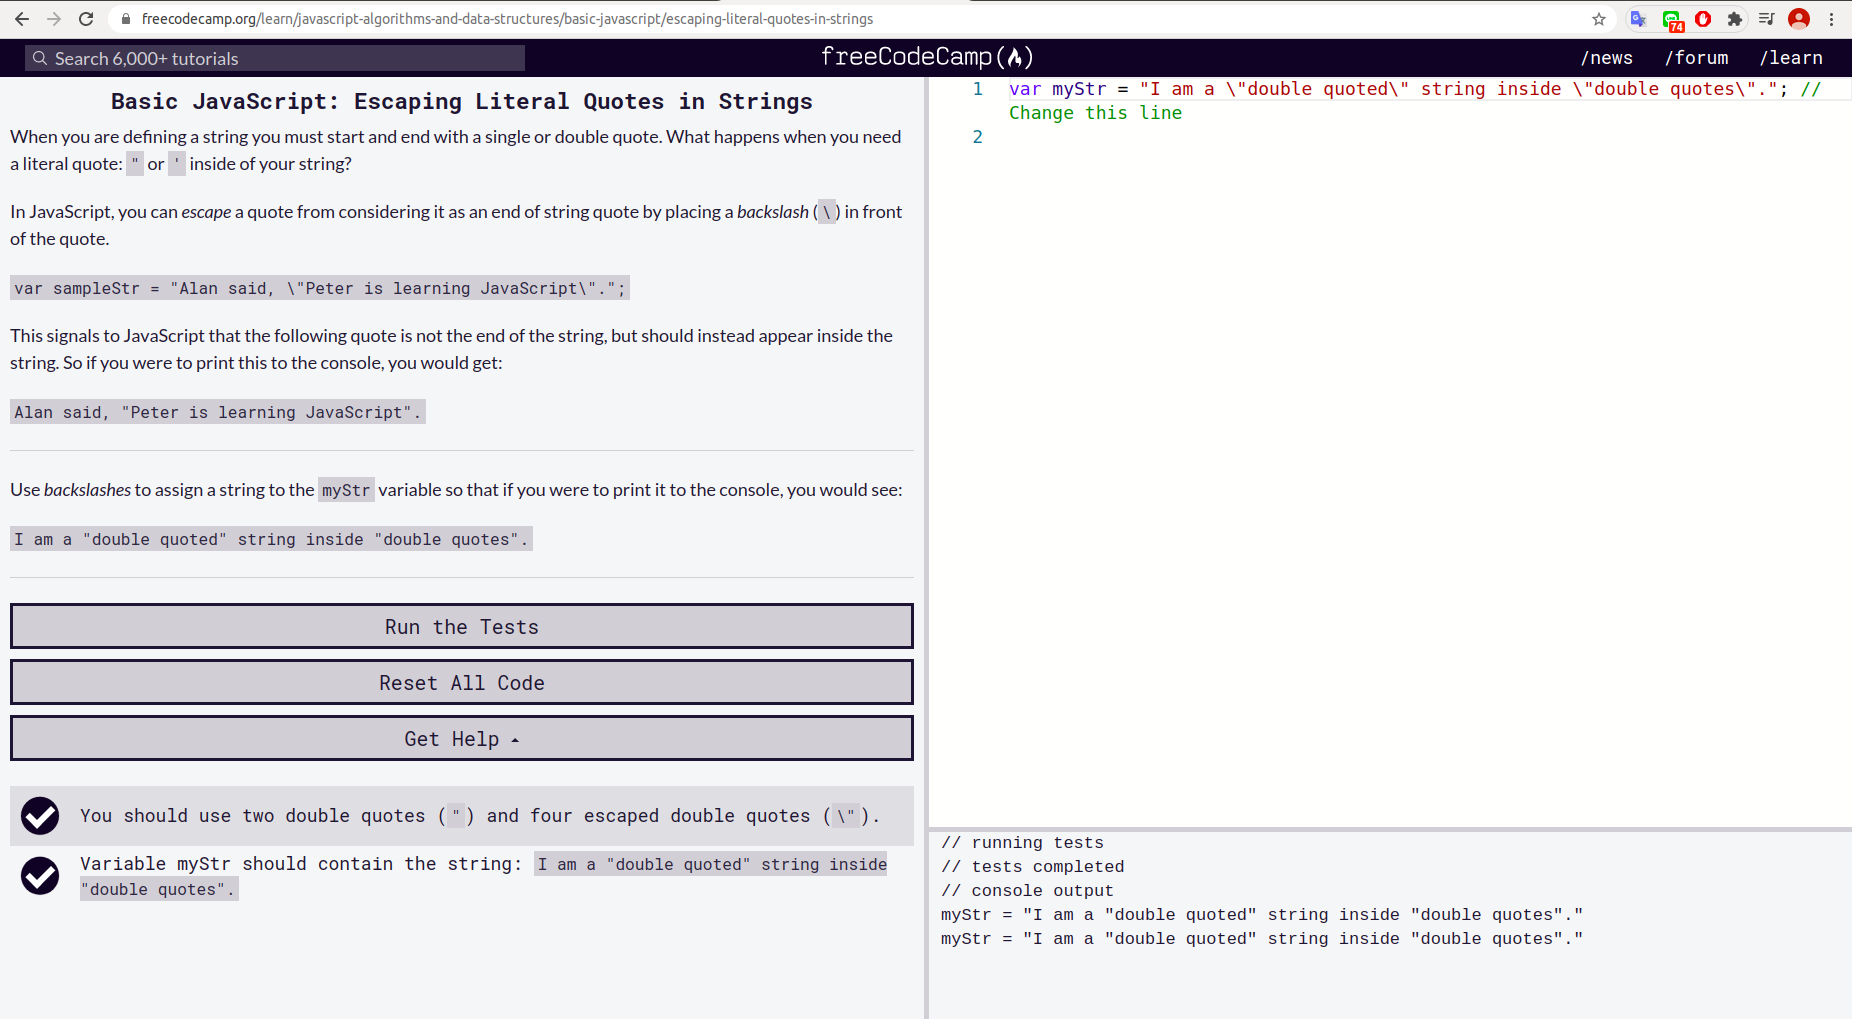 freecodecamp.org/learn/javascript-algorithms-and-data-structures/basic-javascript/escaping-literal-quotes-in-strings
74
Search 6,000+ tutorials
freeCodeCamp
/news
/forum
/learn
Basic JavaScript: Escaping Literal Quotes in Strings
When you are defining a string you must start and end with a single or double quote. What happens when you need
a literal quote: " or ' inside of your string?
In JavaScript, you can escape a quote from considering it as an end of string quote by placing a backslash (\) in front
of the quote.
var sampleStr = "Alan said, \"Peter is learning JavaScript\".";
This signals to JavaScript that the following quote is not the end of the string, but should instead appear inside the
string. So if you were to print this to the console, you would get:
Alan said, "Peter is learning JavaScript".
Use backslashes to assign a string to the myStr variable so that if you were to print it to the console, you would see:
I am a "double quoted" string inside "double quotes".
Run the Tests
Reset All Code
Get Help
You should use two double quotes (") and four escaped double quotes (\").
Variable myStr should contain the string: I am a "double quoted" string inside
"double quotes".
1 var myStr = "I am a \"double quoted\" string inside \"double quotes\"."; //
Change this line
2
// running tests
// tests completed
// console output
myStr = "I am a "double quoted" string inside "double quotes"."
myStr = "I am a "double quoted" string inside "double quotes"."